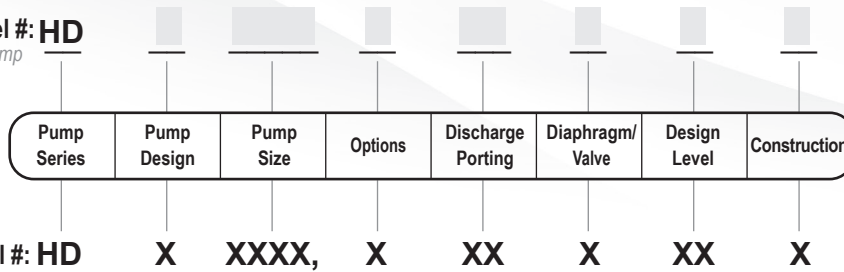 el #: HD
mp
Pump Series
Pump Design
Pump Size
Options
Discharge Porting
Diaphragm/ Valve
Design Level
Construction
l #: HD X XXXX, X XX X XX X